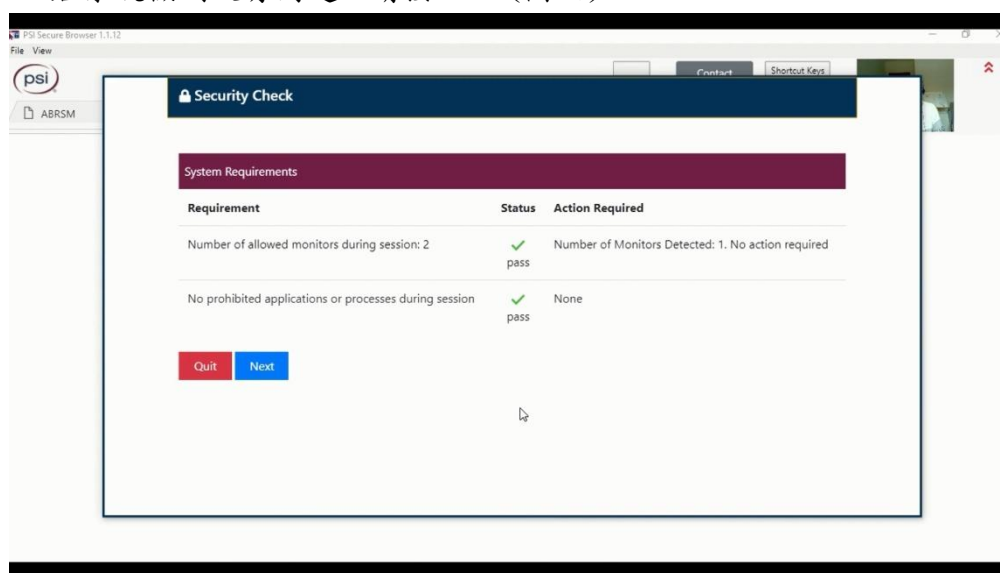 PSI Secure Browser 1.1.12
File View
psi
Contact
Shortcut Keys
ABRSM
Security Check
System Requirements
Requirement Status Action Required
Number of allowed monitors during session: 2 pass Number of Monitors Detected: 1. No action required
No prohibited applications or processes during session pass None
Quit Next